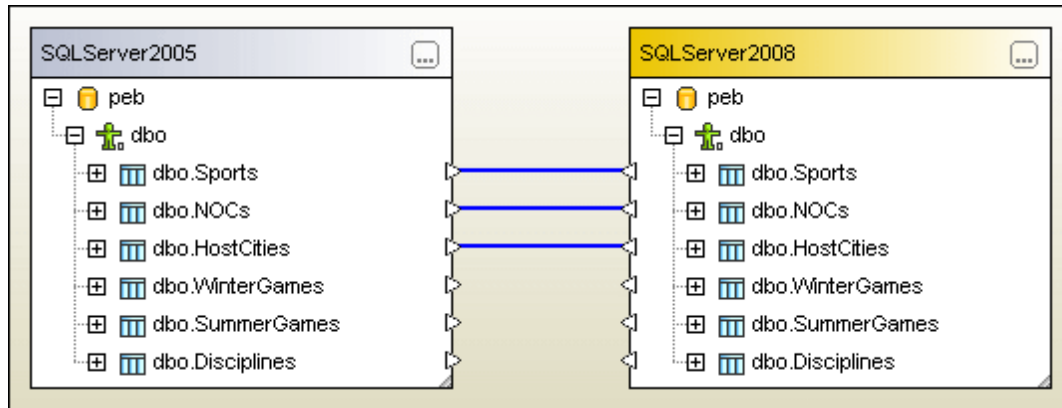 SQLServer2005
peb
dbo
dbo.Sports
dbo.NOCs
dbo.HostCities
dbo.WinterGames
dbo.SummerGames
dbo.Disciplines
SQLServer2008
peb
dbo
dbo.Sports
dbo.NOCs
dbo.HostCities
dbo.WinterGames
dbo.SummerGames
dbo.Disciplines